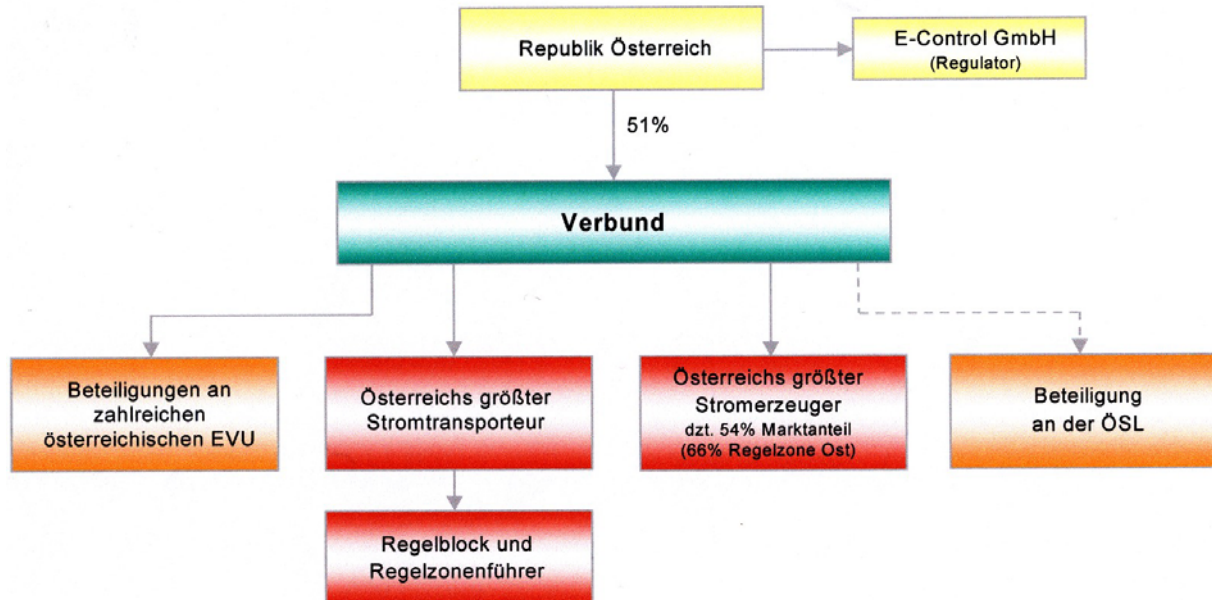 Republik Österreich
E-Control GmbH
(Regulator)
51%
Verbund
Beteiligungen an
zahlreichen
österreichischen EVU
Österreichs größter
Stromtransporteur
Österreichs größter
Stromerzeuger
dzt. 54% Marktanteil
(66% Regelzone Ost)
Beteiligung
an der ÖSL
Regelblock und
Regelzonenführer